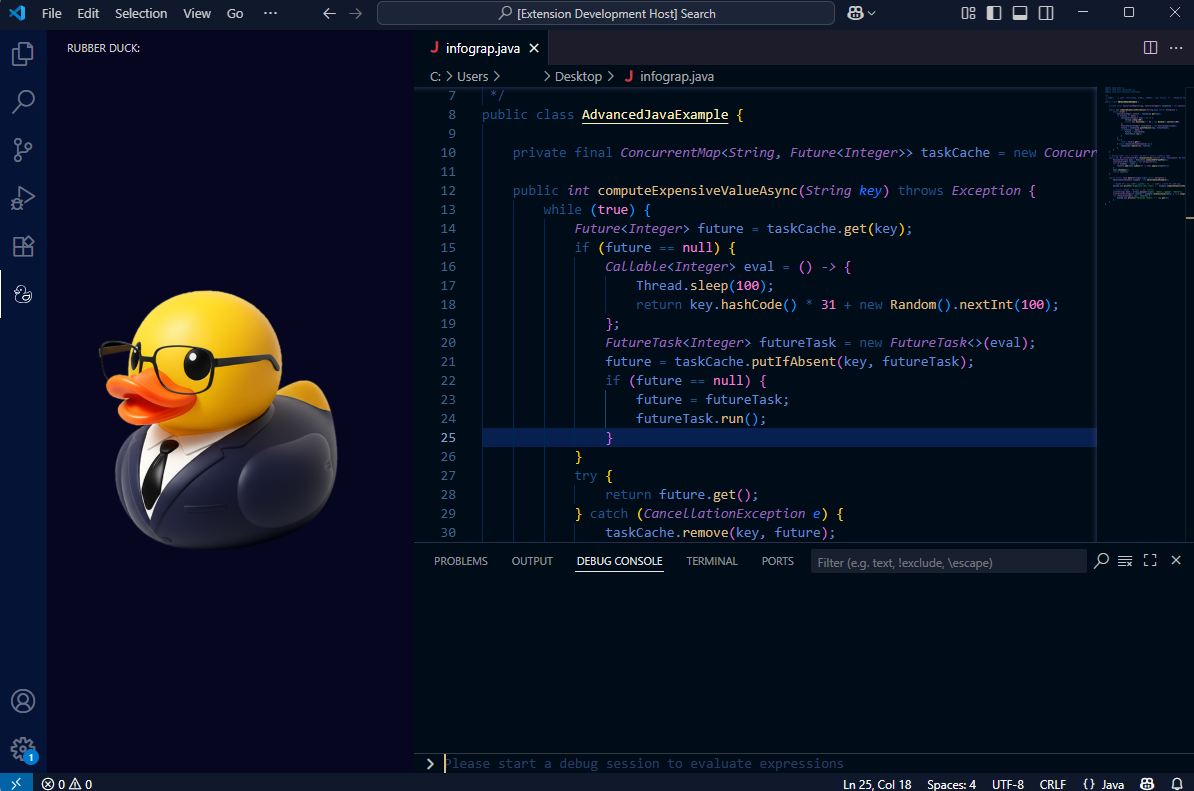 File Edit Selection View Go ··· [Extension Development Host] Search
RUBBER DUCK:
J infograp.java
C: > Users > > Desktop > J infograp.java
7 */
8 public class AdvancedJavaExample {
9
10 private final ConcurrentMap<String, Future<Integer>> taskCache = new Concurr
11
12 public int computeExpensiveValueAsync(String key) throws Exception {
13 while (true) {
14 Future<Integer> future = taskCache.get(key);
15 if (future == null) {
16 Callable<Integer> eval = () -> {
17 Thread.sleep(100);
18 return key.hashCode() * 31 + new Random().nextInt(100);
19 };
20 FutureTask<Integer> futureTask = new FutureTask<>(eval);
21 future = taskCache.putIfAbsent(key, futureTask);
22 if (future == null) {
23 future = futureTask;
24 futureTask.run();
25 }
26 }
27 try {
28 return future.get();
29 } catch (CancellationException e) {
30 taskCache.remove(key, future);
PROBLEMS OUTPUT DEBUG CONSOLE TERMINAL PORTS Filter (e.g. text, !exclude, \escape)
1
> Please start a debug session to evaluate expressions
0 0 Ln 25, Col 18 Spaces: 4 UTF-8 CRLF {} Java